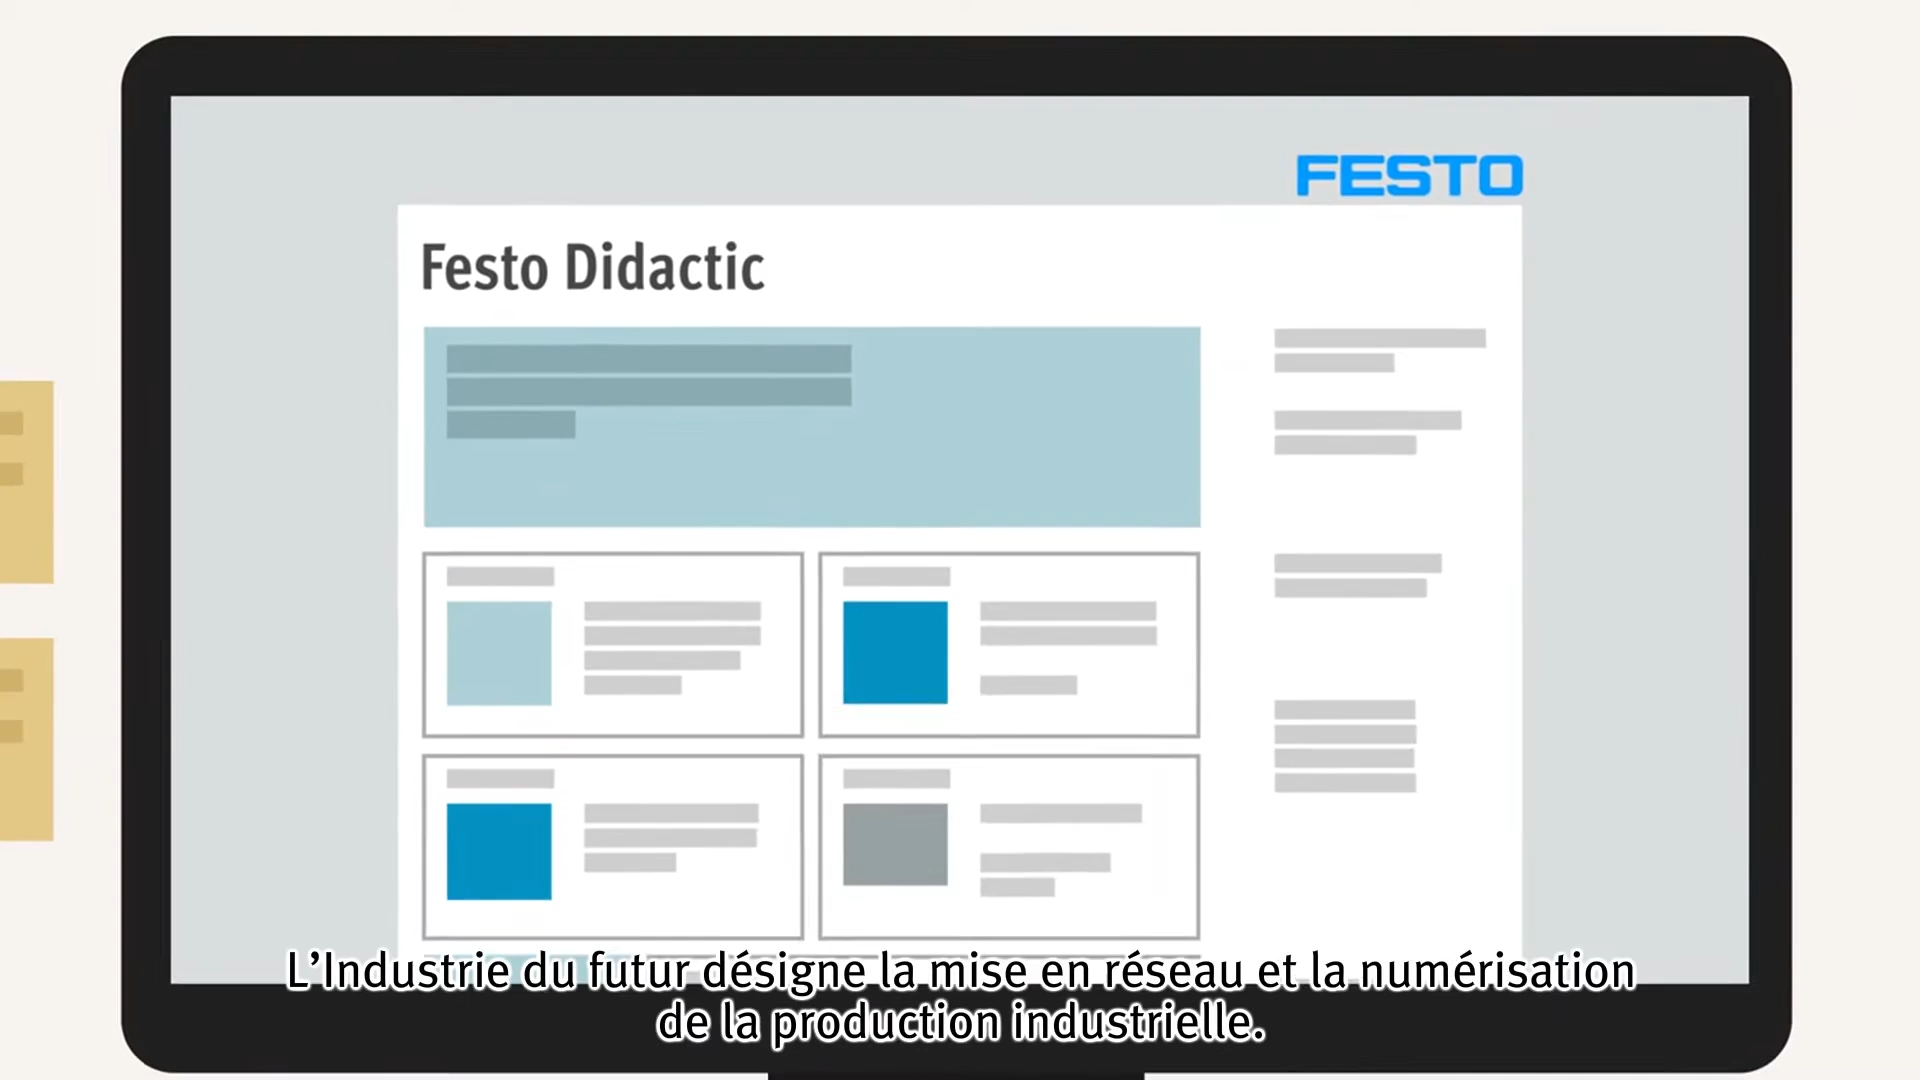 FESTO
Festo Didactic
L’Industrie du futur désigne la mise en réseau et la numérisation
de la production industrielle.